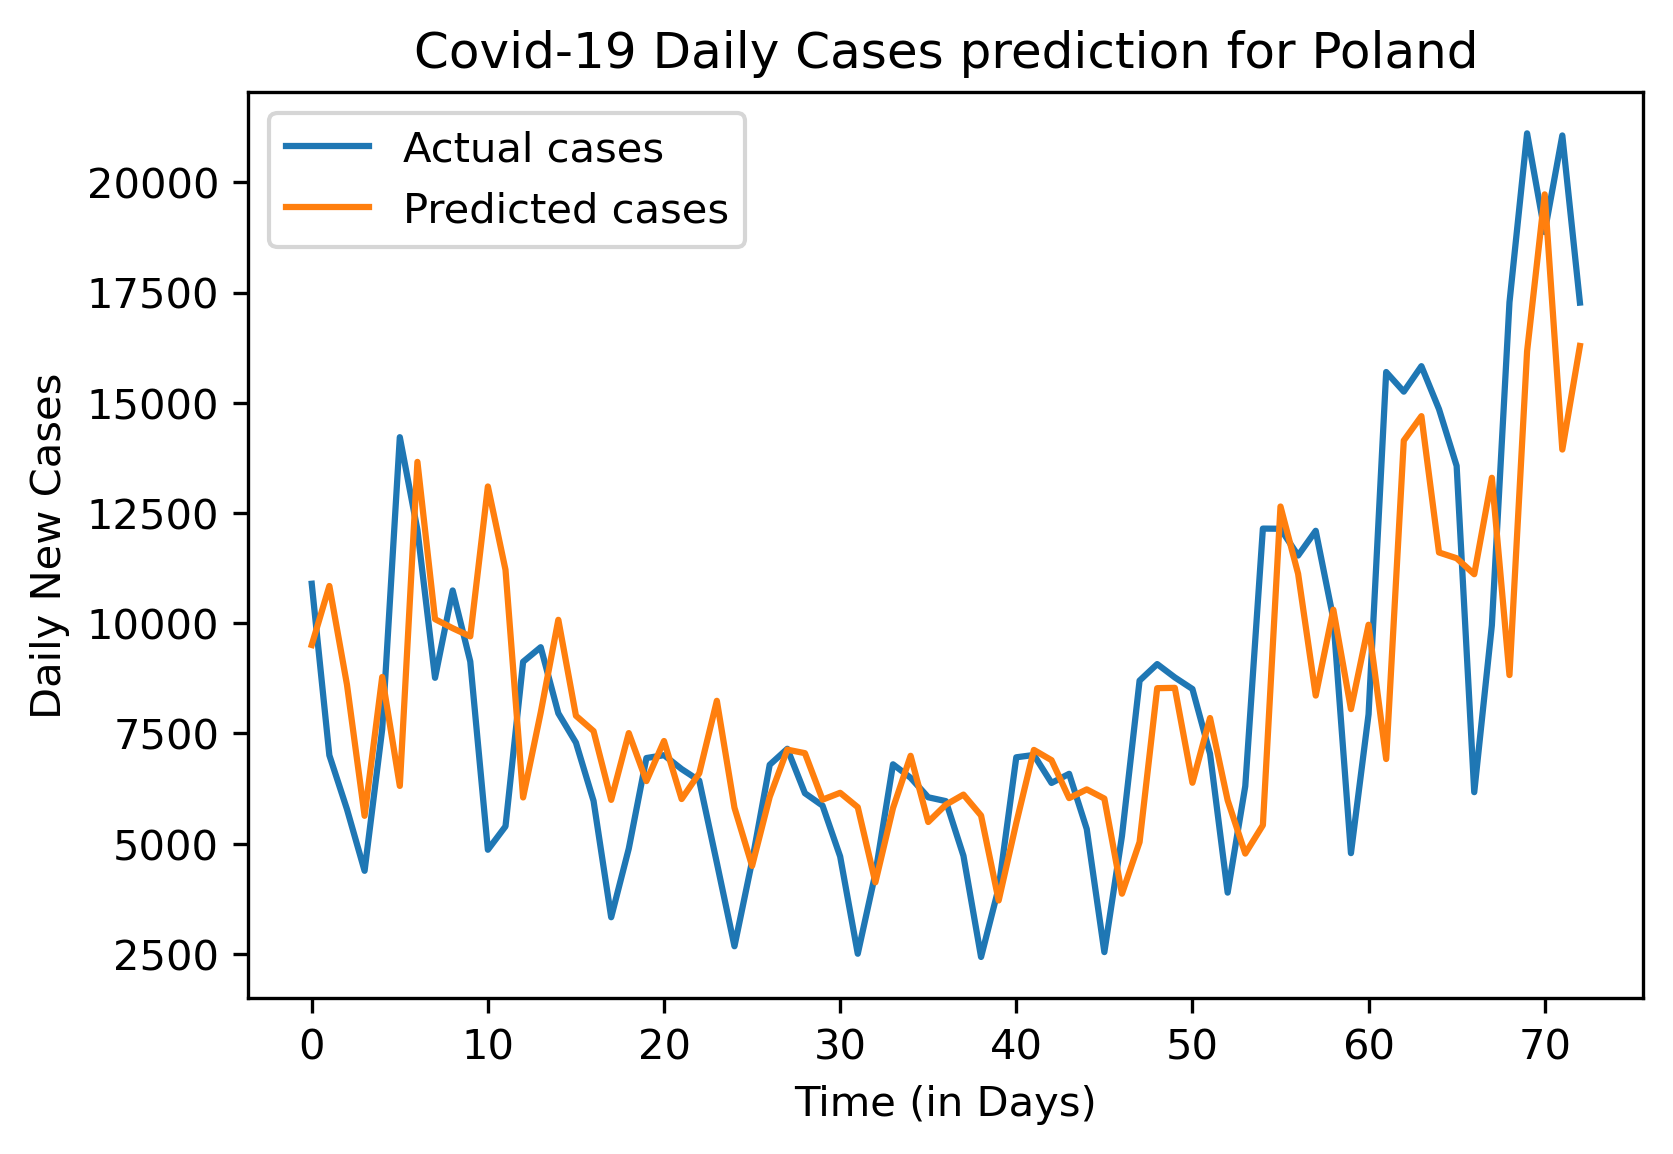 Covid-19 Daily Cases prediction for Poland
Actual cases
Predicted cases
Daily New Cases
20000
17500
15000
12500
10000
7500
5000
2500
0 10 20 30 40 50 60 70
Time (in Days)